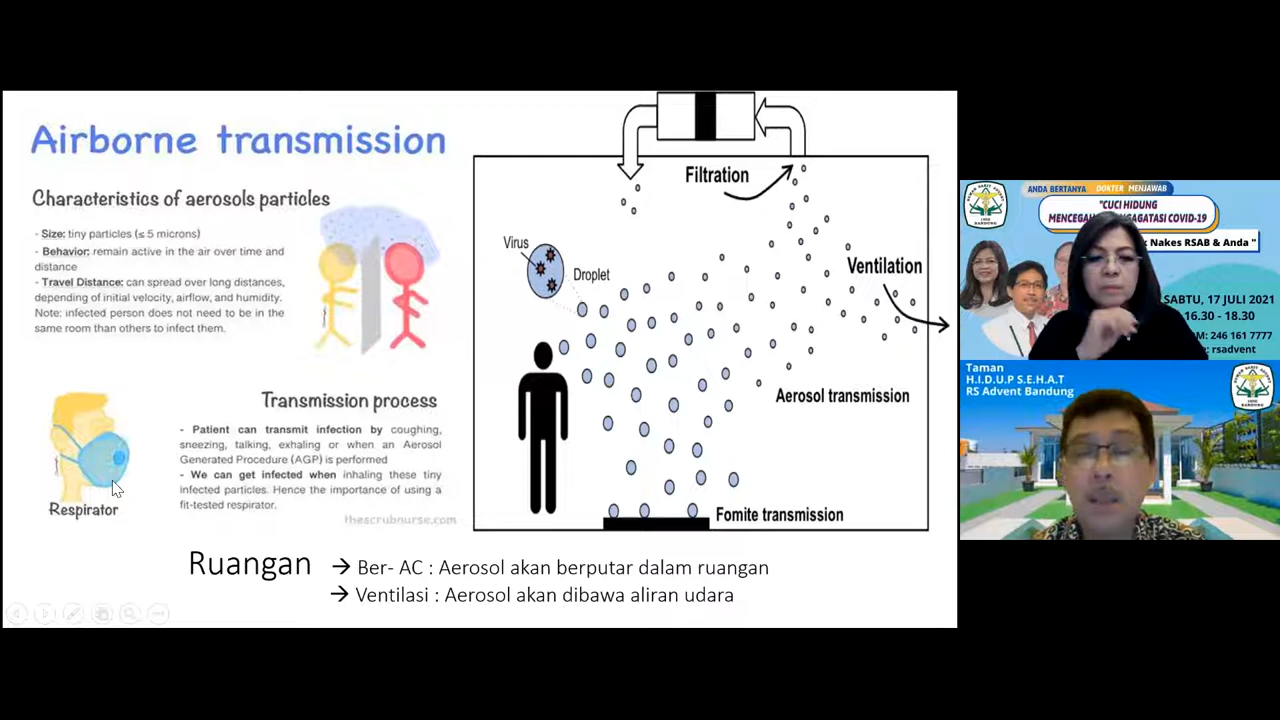 Airborne transmission
Characteristics of aerosols particles
- Size: tiny particles (≤ 5 microns)
- Behavior: remain active in the air over time and
distance
- Travel Distance: can spread over long distances,
depending of initial velocity, airflow, and humidity.
Note: infected person does not need to be in the
same room than others to infect them.
Respirator
Transmission process
- Patient can transmit infection by coughing,
sneezing, talking, exhaling or when an Aerosol
Generated Procedure (AGP) is performed
- We can get infected when inhaling these tiny
infected particles. Hence the importance of using a
fit-tested respirator.
thescrubnurse.com
Filtration
Virus
Droplet
Ventilation
Aerosol transmission
Fomite transmission
Ruangan → Ber- AC : Aerosol akan berputar dalam ruangan
→ Ventilasi : Aerosol akan dibawa aliran udara
ANDA BERTANYA DOKTER MENJAWAB
"CUCI HIDUNG
COVID-19
Nakes RSAB & Anda "
SABTU, 17 JULI 2021
16.30 - 18.30
246 161 7777
rsadvent
Taman
H.I.D.U.P S.E.H.A.T
RS Advent Bandung